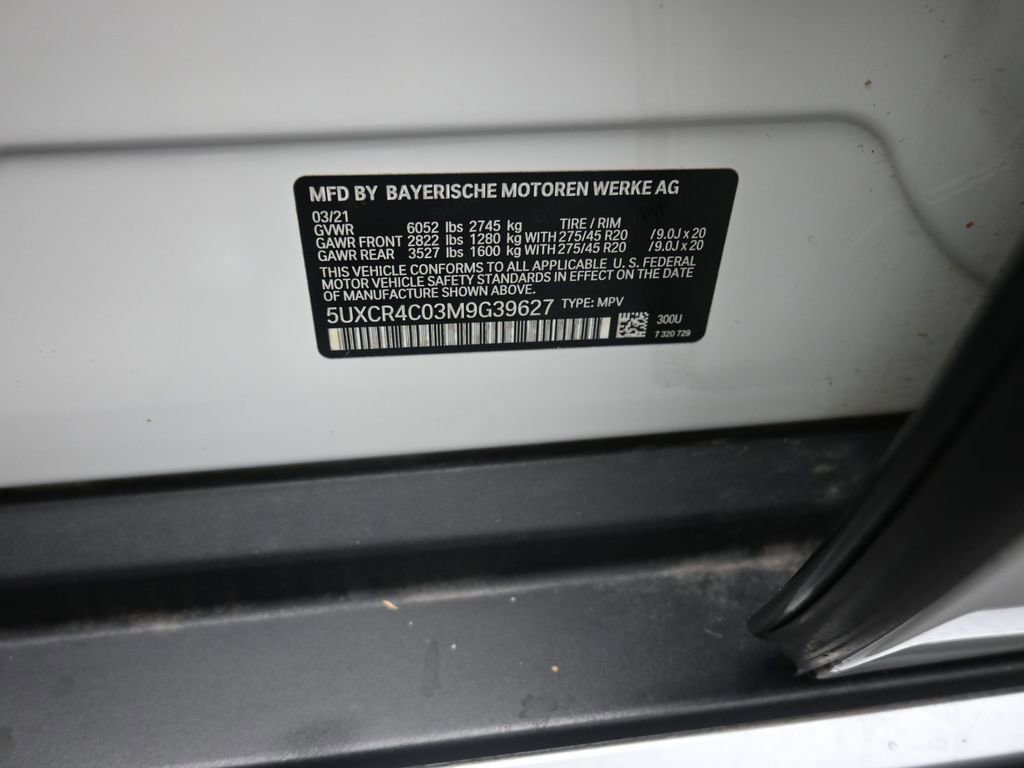 MFD BY BAYERISCHE MOTOREN WERKE AG
03/21
GVWR 6052 lbs 2745 kg TIRE / RIM
GAWR FRONT 2822 lbs 1280 kg WITH 275/45 R20 / 9.0J x 20
GAWR REAR 3527 lbs 1600 kg WITH 275/45 R20 / 9.0J x 20
THIS VEHICLE CONFORMS TO ALL APPLICABLE U.S. FEDERAL
MOTOR VEHICLE SAFETY STANDARDS IN EFFECT ON THE DATE
OF MANUFACTURE SHOWN ABOVE.
5UXCR4C03M9G39627 TYPE: MPV
300U
7 320 729